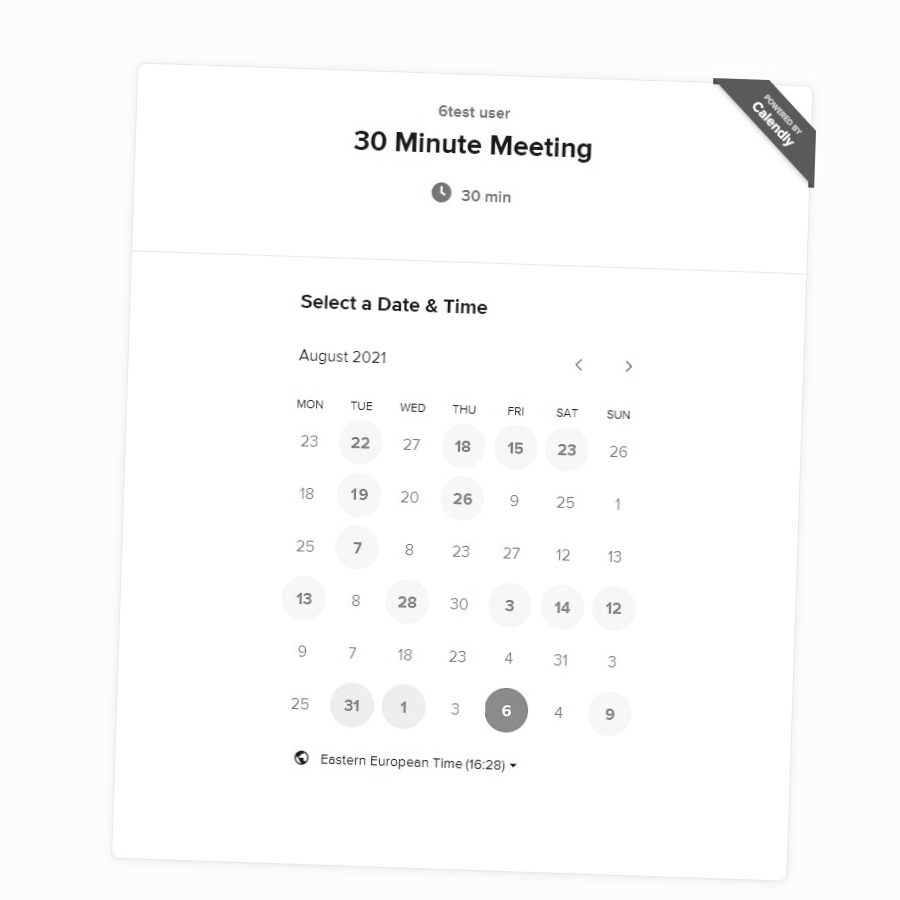 POWERED BY
Calendly
6test user
30 Minute Meeting
30 min
Select a Date & Time
August 2021
MON TUE WED THU FRI SAT SUN
23 22 27 18 15 23 26
18 19 20 26 9 25 1
25 7 8 23 27 12 13
13 8 28 30 3 14 12
9 7 18 23 4 31 3
25 31 1 3 6 4 9
Eastern European Time (16:28)